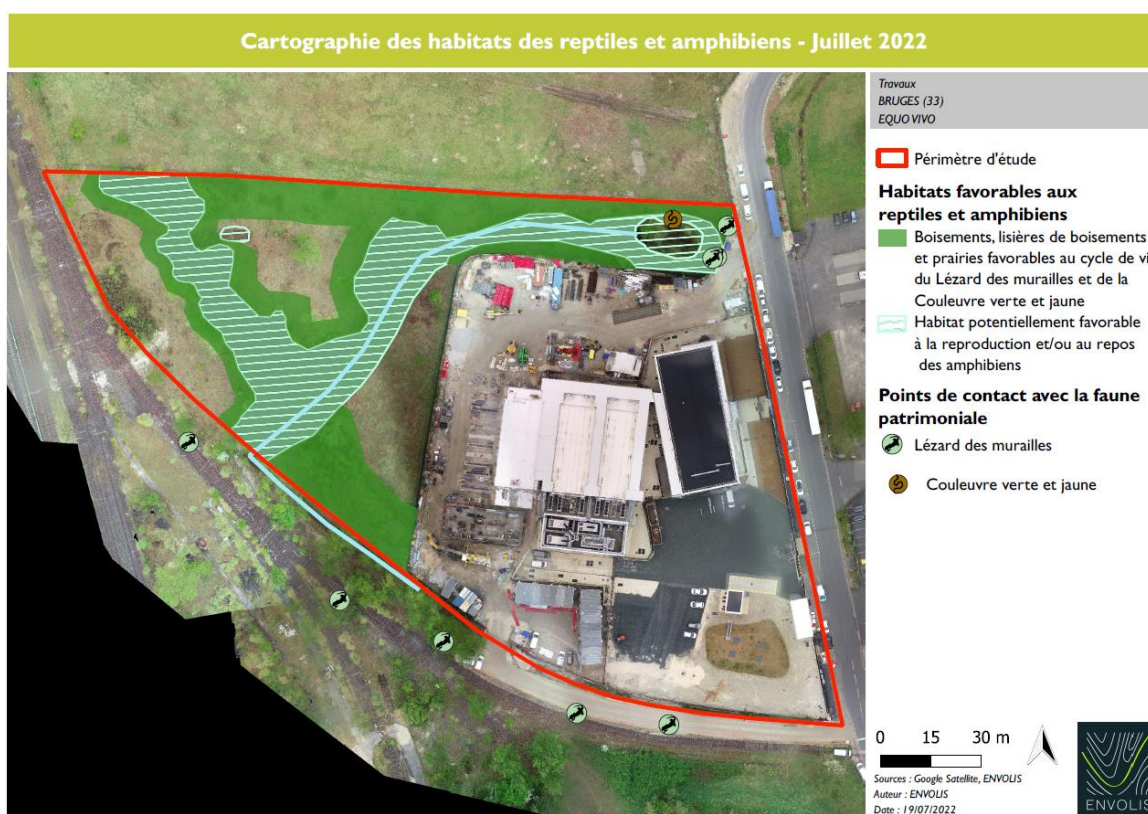 Cartographie des habitats des reptiles et amphibiens - Juillet 2022
Travaux
BRUGES (33)
EQUO VIVO
Périmètre d'étude
Habitats favorables aux
reptiles et amphibiens
Boisements, lisières de boisements
et prairies favorables au cycle de vi
du Lézard des murailles et de la
Couleuvre verte et jaune
Habitat potentiellement favorable
à la reproduction et/ou au repos
des amphibiens
Points de contact avec la faune
patrimoniale
Lézard des murailles
Couleuvre verte et jaune
0 15 30 m
Sources : Google Satellite, ENVOLIS
Auteur : ENVOLIS
Date : 19/07/2022
ENVOLIS